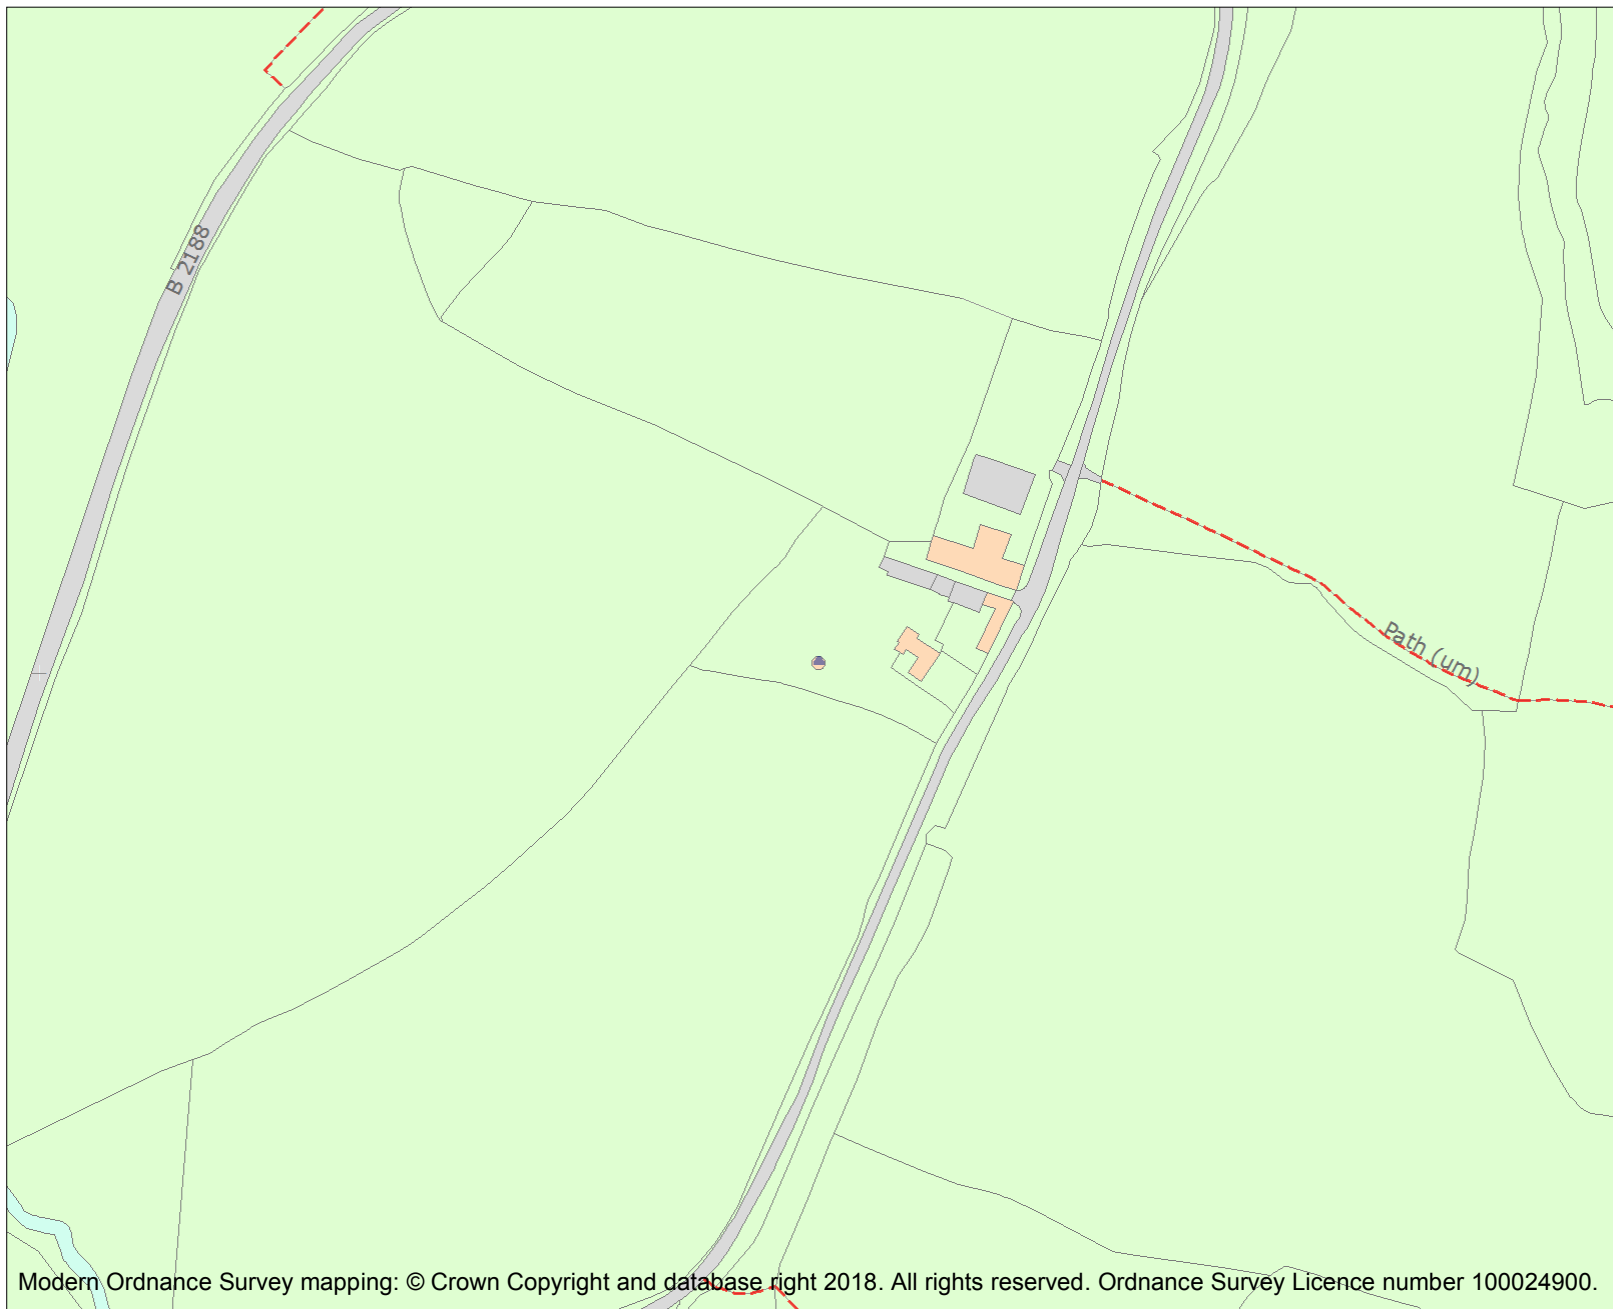 B 2188
Path (um)
Modern Ordnance Survey mapping: © Crown Copyright and database right 2018. All rights reserved. Ordnance Survey Licence number 100024900.